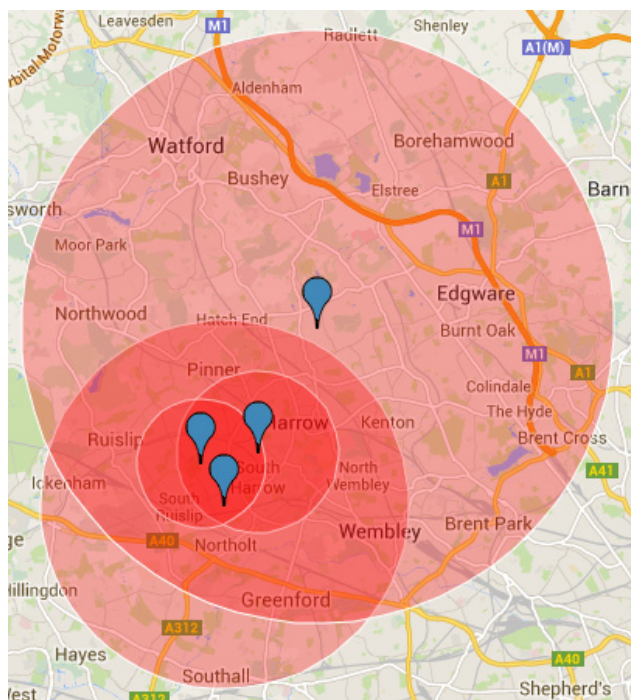 Leavesden
M1
Radlett
Shenley
A1(M)
rbital Motorwa
Aldenham
Watford
Borehamwood
Bushey
Elstree
A1
Barn
sworth
Moor Park
M1
Northwood
Edgware
Hatch End
Burnt Oak
M1
Pinner
A1
Colindale
The Hyde
Harrow
Kenton
Ruislip
Brent Cross
South
Harrow
North
Wembley
A41
Ickenham
South
Ruislip
Brent Park
Wembley
A40
Northolt
ge
Hillingdon
Greenford
A312
Hayes
A40
Southall
Shepherd's
A312